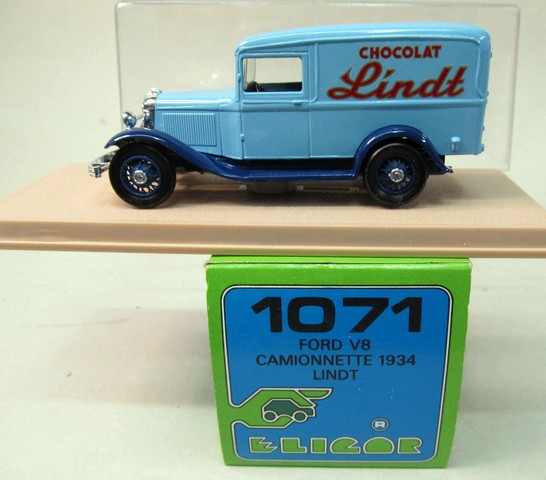 CHOCOLAT
Lindt
1071
FORD V8
CAMIONNETTE 1934
LINDT
®
ELIGOR